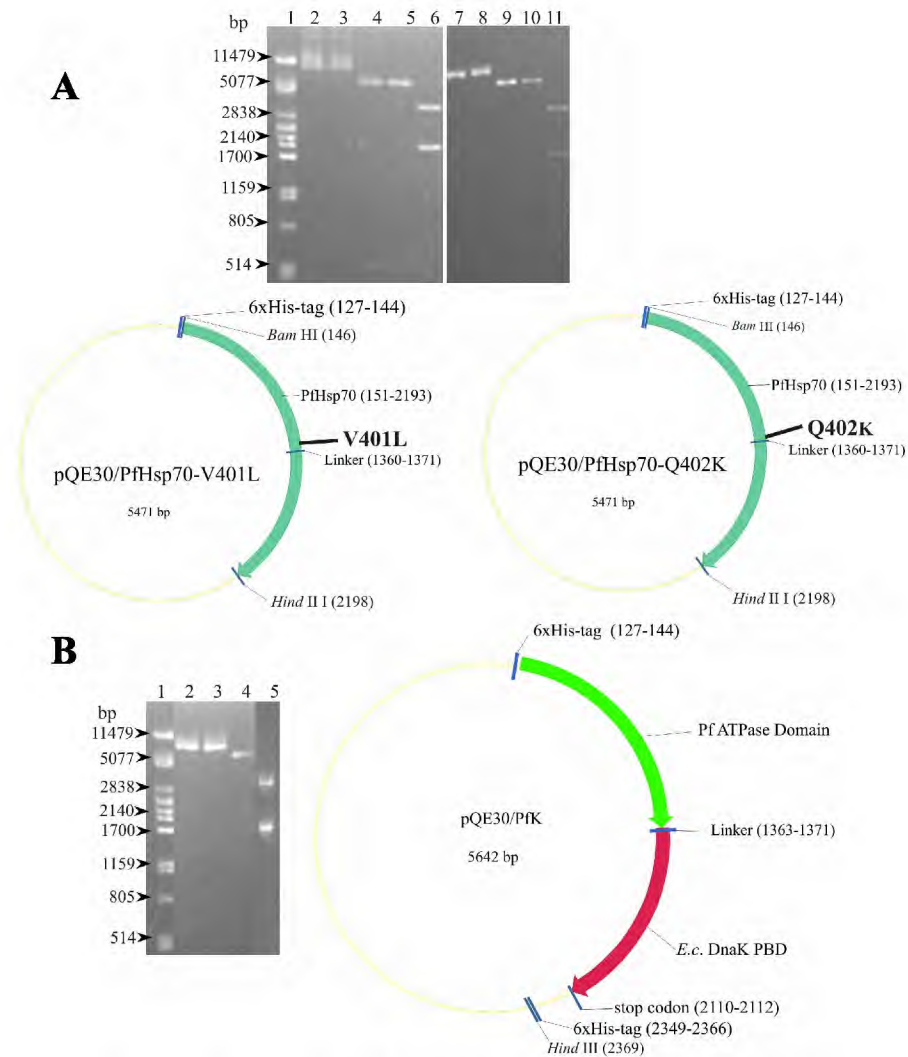 A
bp 1 2 3 4 5 6 7 8 9 10 11
11479
5077
2838
2140
1700
1159
805
514
6xHis-tag (127-144)
Bam HI (146)
PfHsp70 (151-2193)
V401L
Linker (1360-1371)
pQE30/PfHsp70-V401L
5471 bp
Hind II I (2198)
6xHis-tag (127-144)
Bam III (146)
PfHsp70 (151-2193)
Q402K
Linker (1360-1371)
pQE30/PfHsp70-Q402K
5471 bp
Hind II I (2198)
B
bp 1 2 3 4 5
11479
5077
2838
2140
1700
1159
805
514
6xHis-tag (127-144)
Pf ATPase Domain
pQE30/PfK
5642 bp
Linker (1363-1371)
E.c. DnaK PBD
stop codon (2110-2112)
6xHis-tag (2349-2366)
Hind III (2369)